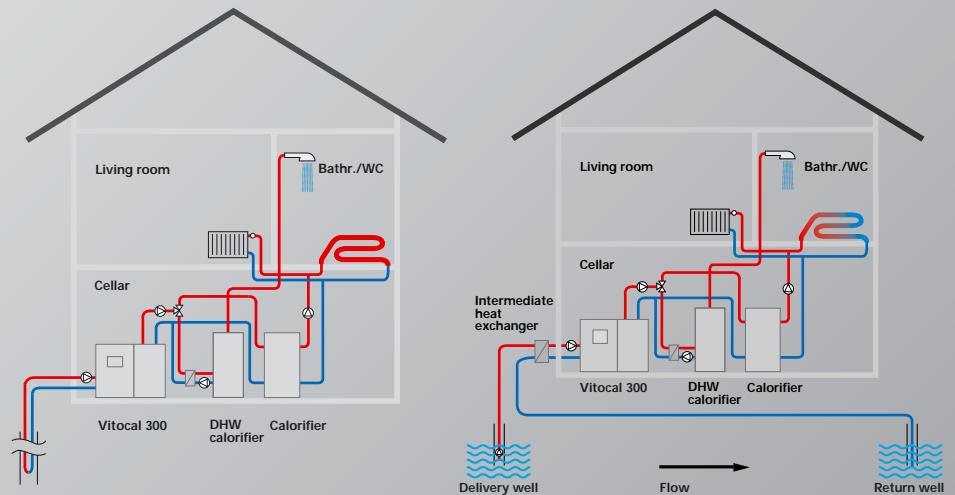 Living room
Bathr./WC
Cellar
Vitocal 300
DHW
calorifier
Calorifier
Living room
Bathr./WC
Cellar
Intermediate
heat
exchanger
Vitocal 300
DHW
calorifier
Calorifier
Delivery well
Flow
Return well